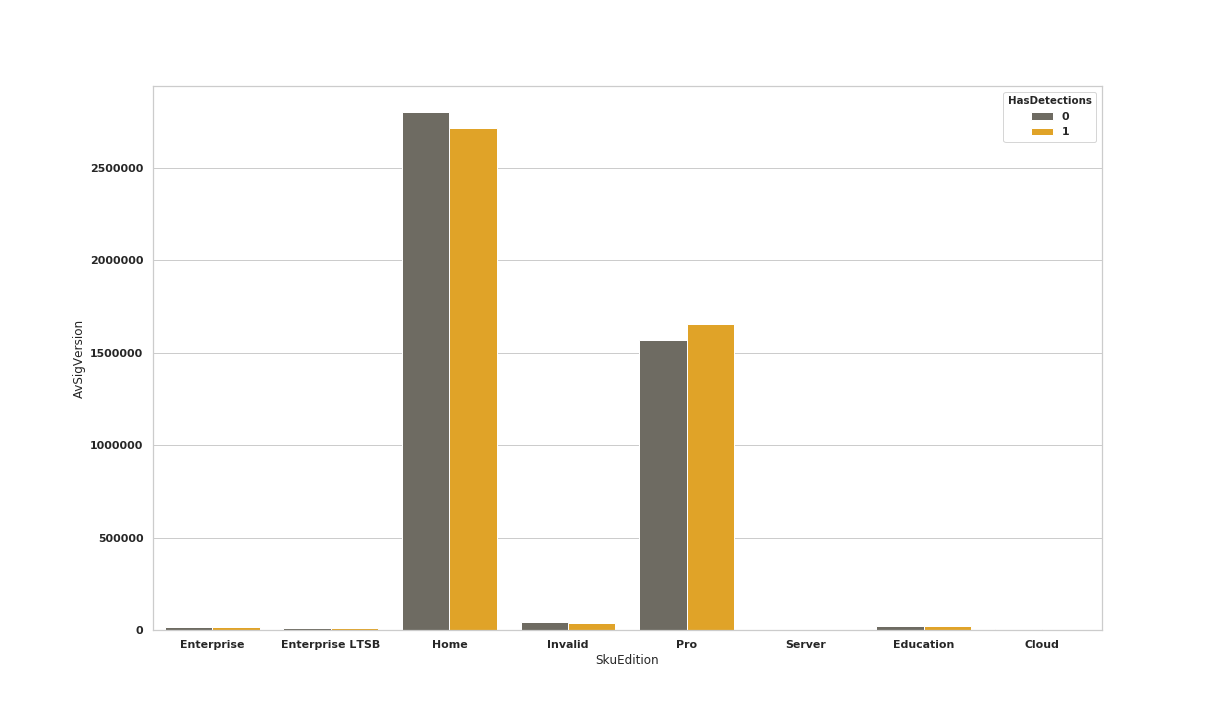 HasDetections
0
1
2500000
2000000
1500000
1000000
500000
0
AvSigVersion
Enterprise
Enterprise LTSB
Home
Invalid
Pro
Server
Education
Cloud
SkuEdition